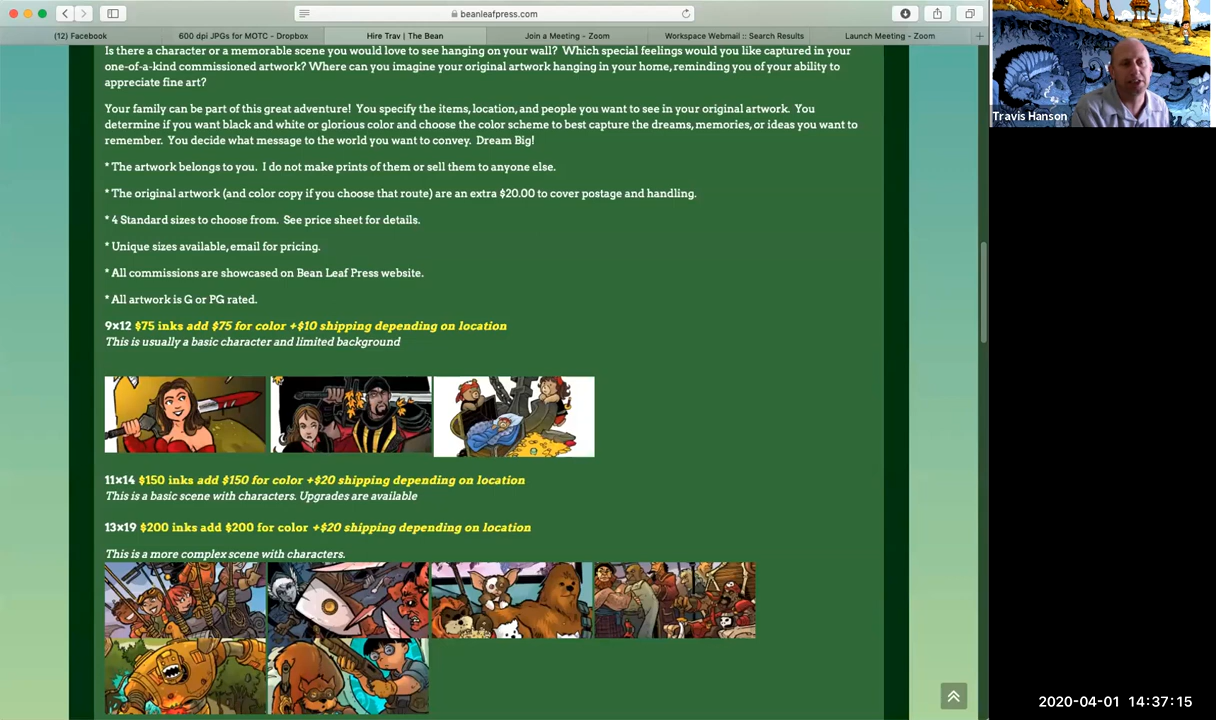 beanleafpress.com
(12) Facebook
600 dpi JPGs for MOTC - Dropbox
Hire Trav | The Bean
Join a Meeting - Zoom
Workspace Webmail :: Search Results
Launch Meeting - Zoom
Is there a character or a memorable scene you would love to see hanging on your wall?  Which special feelings would you like captured in your
one-of-a-kind commissioned artwork? Where can you imagine your original artwork hanging in your home, reminding you of your ability to
appreciate fine art?
Your family can be part of this great adventure!  You specify the items, location, and people you want to see in your original artwork.  You
determine if you want black and white or glorious color and choose the color scheme to best capture the dreams, memories, or ideas you want to
remember.  You decide what message to the world you want to convey.  Dream Big!
* The artwork belongs to you.  I do not make prints of them or sell them to anyone else.
* The original artwork (and color copy if you choose that route) are an extra $20.00 to cover postage and handling.
* 4 Standard sizes to choose from.  See price sheet for details.
* Unique sizes available, email for pricing.
* All commissions are showcased on Bean Leaf Press website.
* All artwork is G or PG rated.
9×12 $75 inks add $75 for color +$10 shipping depending on location
This is usually a basic character and limited background
11×14 $150 inks add $150 for color +$20 shipping depending on location
This is a basic scene with characters. Upgrades are available
13×19 $200 inks add $200 for color +$20 shipping depending on location
This is a more complex scene with characters.
Travis Hanson
2020-04-01 14:37:15